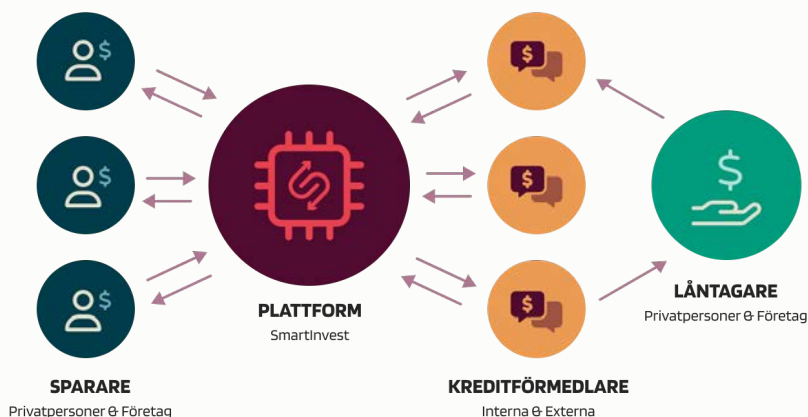 PLATTFORM
SmartInvest
LÅNTAGARE
Privatpersoner & Företag
SPARARE
Privatpersoner & Företag
KREDITFÖRMEDLARE
Interna & Externa
$
$
$
$
$
$
$